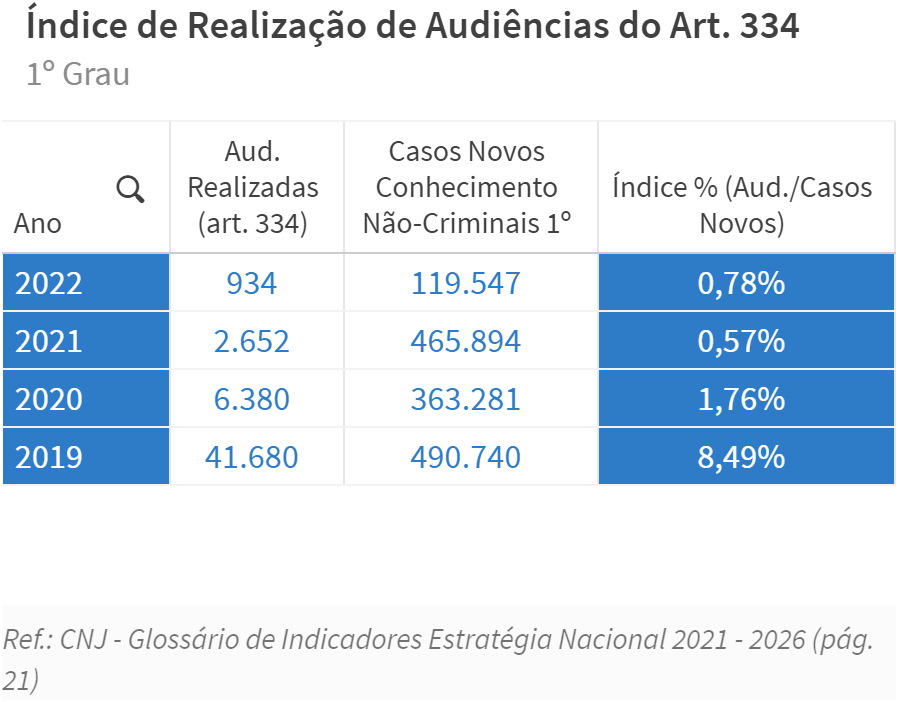 Índice de Realização de Audiências do Art. 334
1º Grau
Ano
Aud.
Realizadas
(art. 334)
Casos Novos
Conhecimento
Não-Criminais 1º
Índice % (Aud./Casos
Novos)
2022 934 119.547 0,78%
2021 2.652 465.894 0,57%
2020 6.380 363.281 1,76%
2019 41.680 490.740 8,49%
Ref.: CNJ - Glossário de Indicadores Estratégia Nacional 2021 - 2026 (pág.
21)